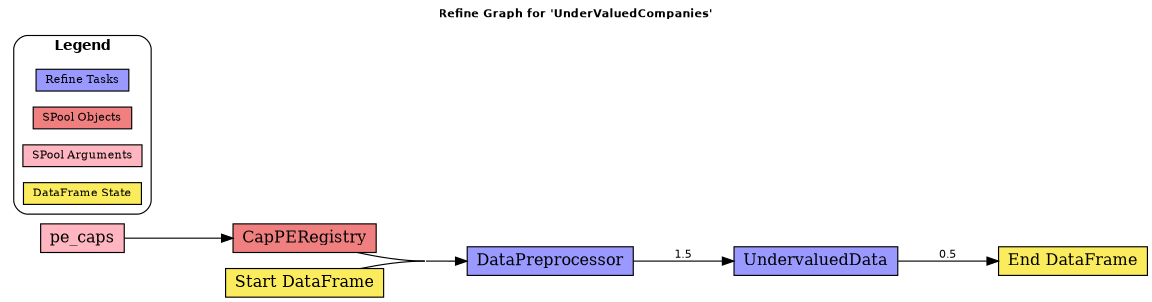 Refine Graph for 'UnderValuedCompanies'
Legend
Refine Tasks
SPool Objects
SPool Arguments
DataFrame State
pe_caps
CapPERegistry
Start DataFrame
DataPreprocessor
1.5
UndervaluedData
0.5
End DataFrame